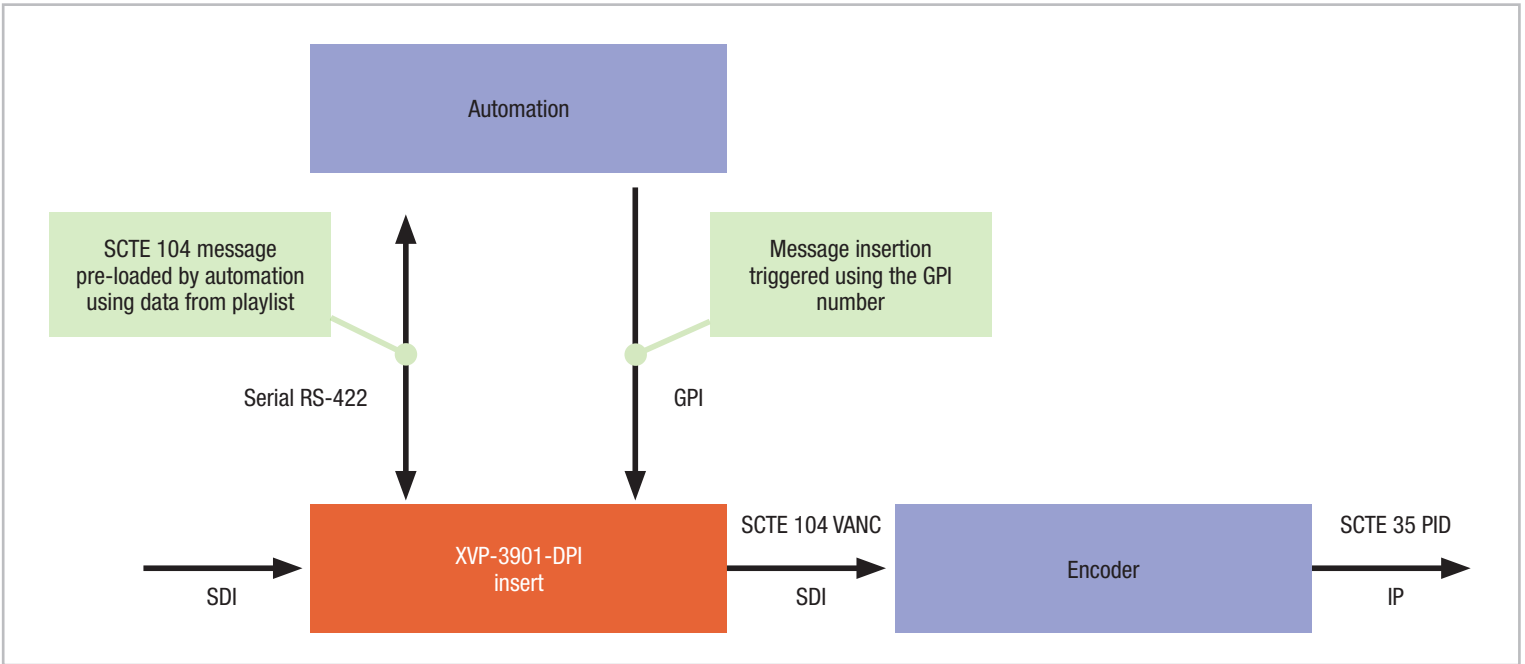 Automation
SCTE 104 message
pre-loaded by automation
using data from playlist
Message insertion
triggered using the GPI
number
Serial RS-422
GPI
SDI
XVP-3901-DPI
insert
SCTE 104 VANC
SDI
Encoder
SCTE 35 PID
IP